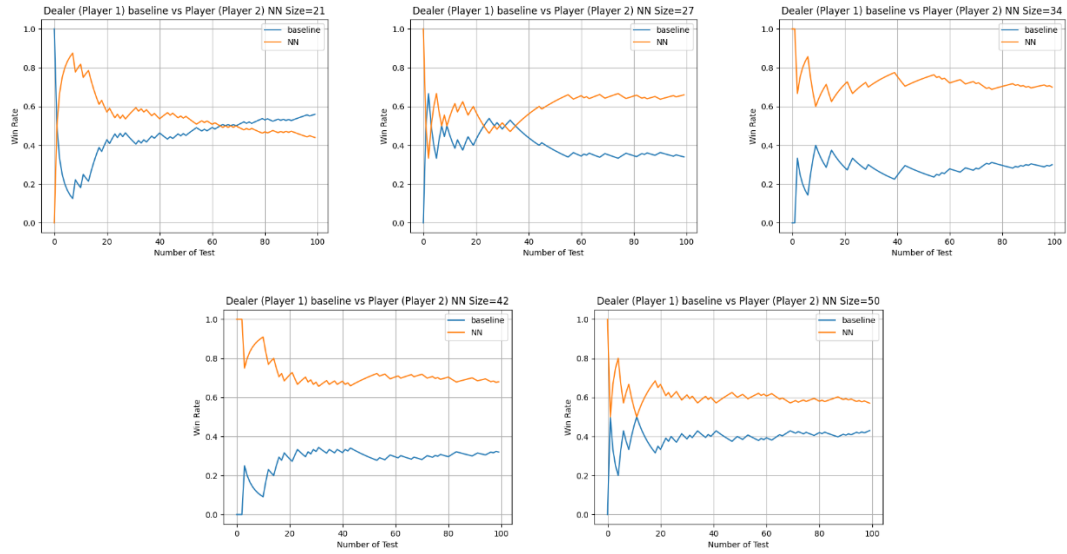 Dealer (Player 1) baseline vs Player (Player 2) NN Size=21
1.0
0.8
0.6
0.4
0.2
0.0
Win Rate
baseline
NN
0 20 40 60 80 100
Number of Test
Dealer (Player 1) baseline vs Player (Player 2) NN Size=27
1.0
0.8
0.6
0.4
0.2
0.0
Win Rate
baseline
NN
0 20 40 60 80 100
Number of Test
Dealer (Player 1) baseline vs Player (Player 2) NN Size=34
1.0
0.8
0.6
0.4
0.2
0.0
Win Rate
baseline
NN
0 20 40 60 80 100
Number of Test
Dealer (Player 1) baseline vs Player (Player 2) NN Size=42
1.0
0.8
0.6
0.4
0.2
0.0
Win Rate
baseline
NN
0 20 40 60 80 100
Number of Test
Dealer (Player 1) baseline vs Player (Player 2) NN Size=50
1.0
0.8
0.6
0.4
0.2
0.0
Win Rate
baseline
NN
0 20 40 60 80 100
Number of Test